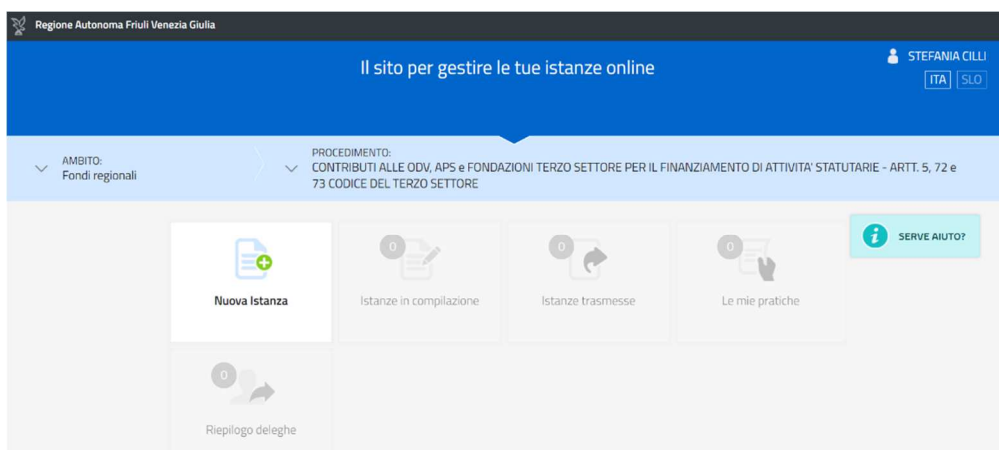 Regione Autonoma Friuli Venezia Giulia
Il sito per gestire le tue istanze online
STEFANIA CILLI
ITA SLO
AMBITO:
Fondi regionali
PROCEDIMENTO:
CONTRIBUTI ALLE ODV, APS e FONDAZIONI TERZO SETTORE PER IL FINANZIAMENTO DI ATTIVITA' STATUTARIE - ARTT. 5, 72 e
73 CODICE DEL TERZO SETTORE
SERVE AIUTO?
Nuova Istanza
0
Istanze in compilazione
0
Istanze trasmesse
0
Le mie pratiche
0
Riepilogo deleghe